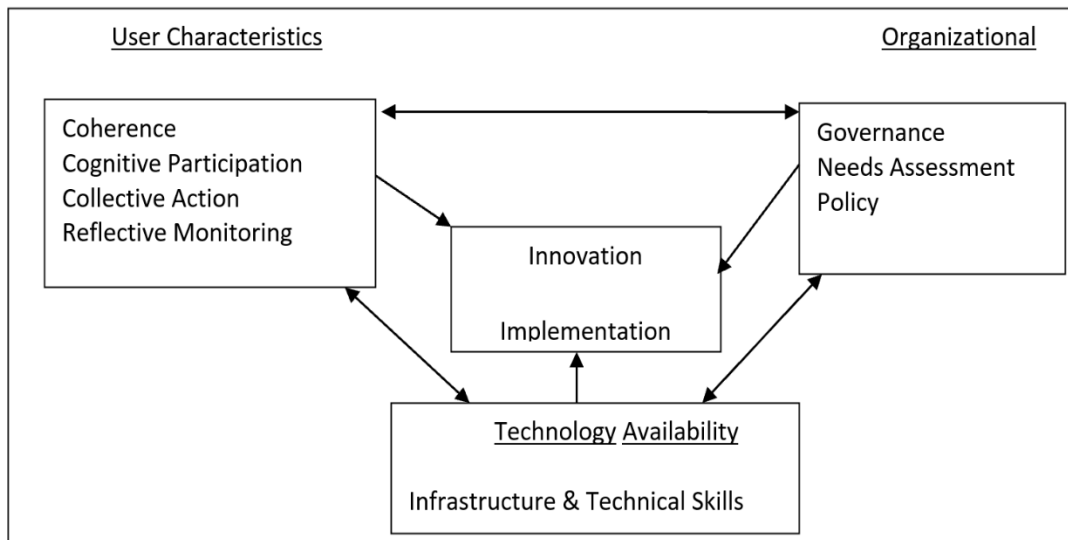 User Characteristics
Organizational
Coherence
Cognitive Participation
Collective Action
Reflective Monitoring
Governance
Needs Assessment
Policy
Innovation
Implementation
Technology Availability
Infrastructure & Technical Skills